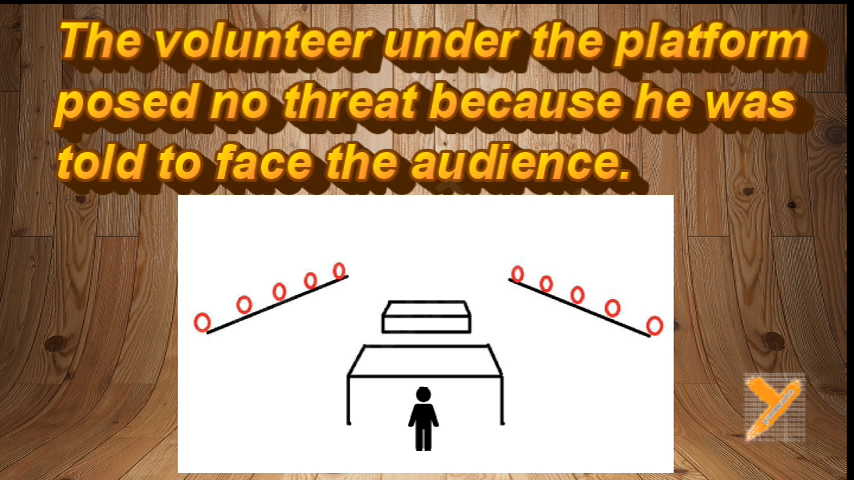 The volunteer under the platform
posed no threat because he was
told to face the audience.